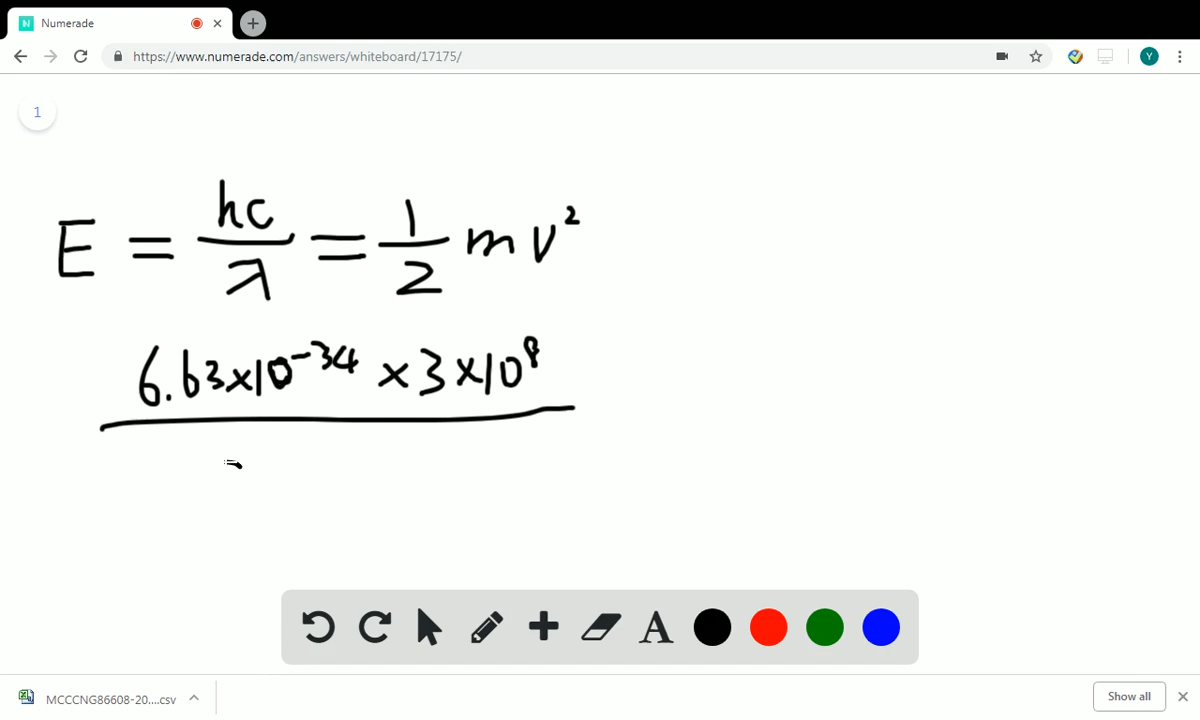 Numerade
https://www.numerade.com/answers/whiteboard/17175/
Y
1
E = hc/λ = 1/2 mv²
6.63×10⁻³⁴ × 3×10⁸
A
MCCCNG86608-20....csv
Show all